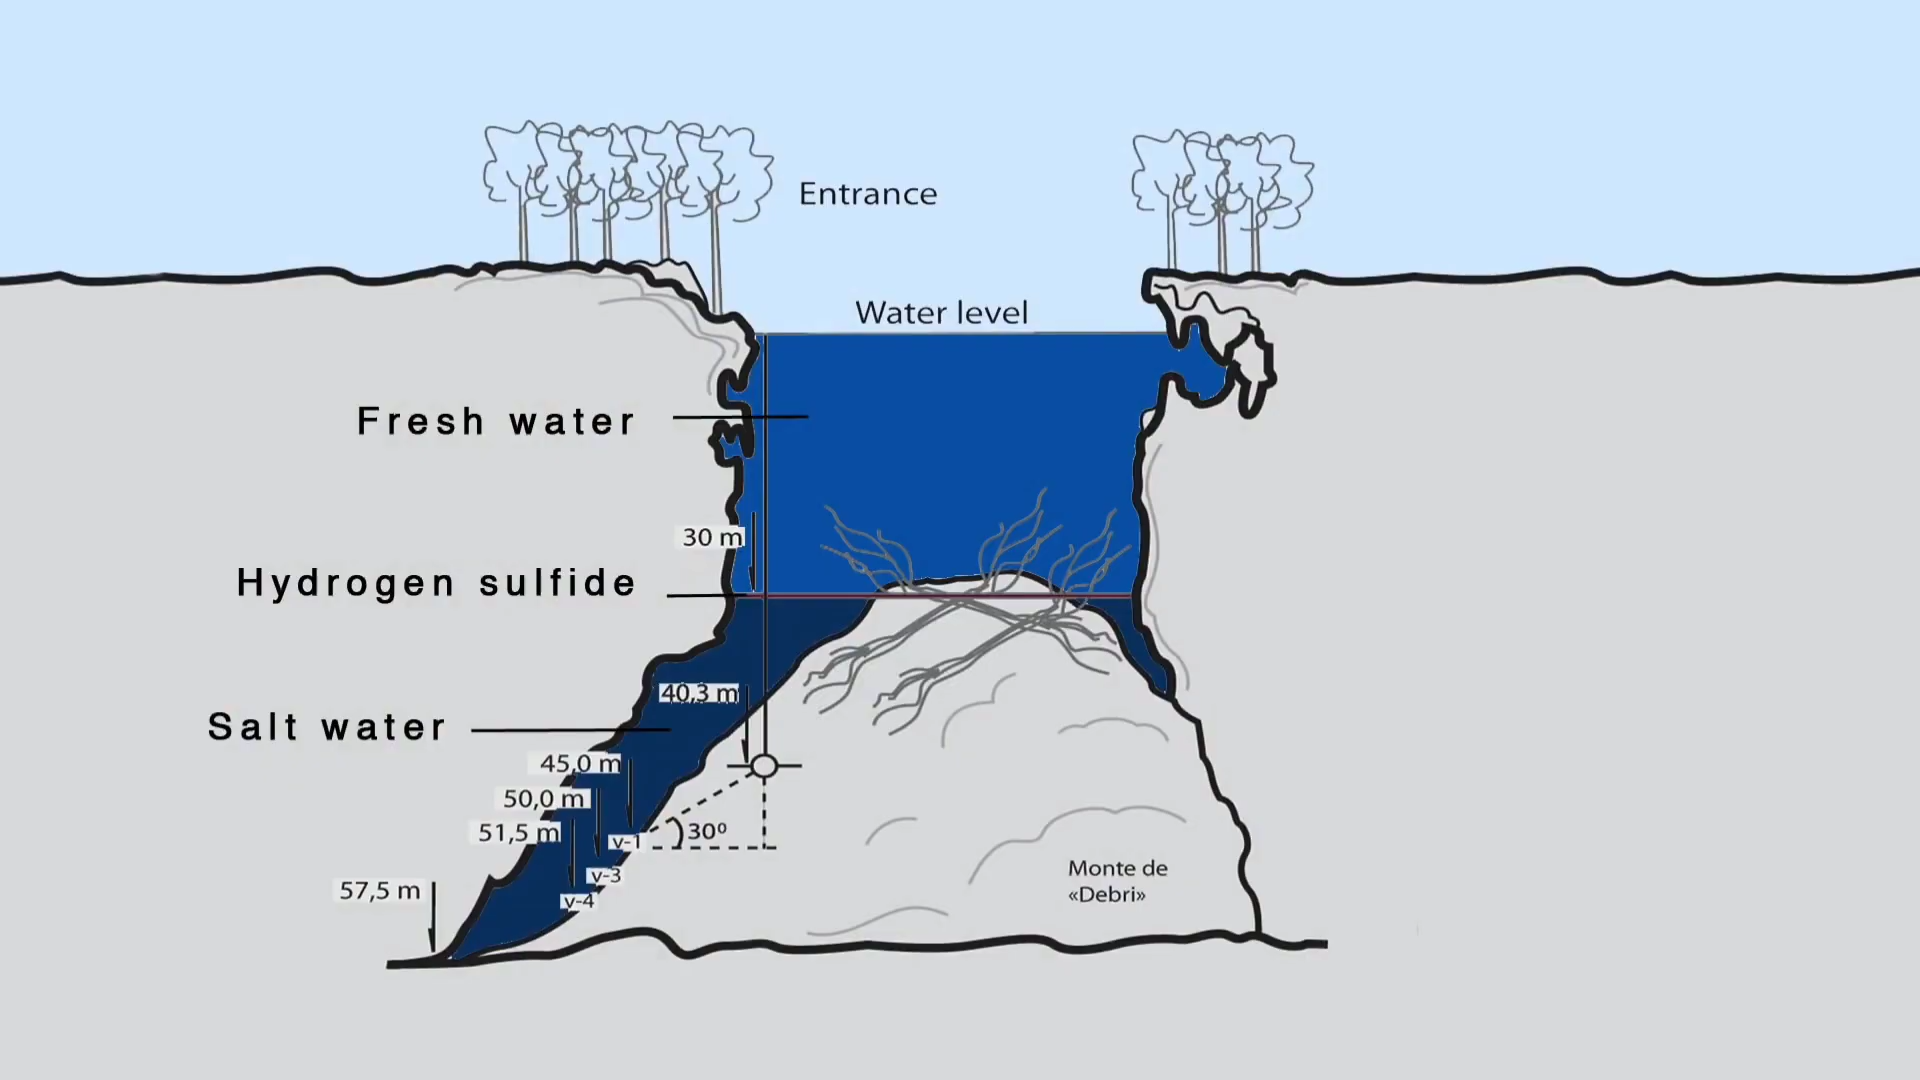 Entrance
Water level
Fresh water
30 m
Hydrogen sulfide
40,3 m
Salt water
45,0 m
50,0 m
51,5 m
30º
v-1
v-3
57,5 m
v-4
Monte de
«Debri»